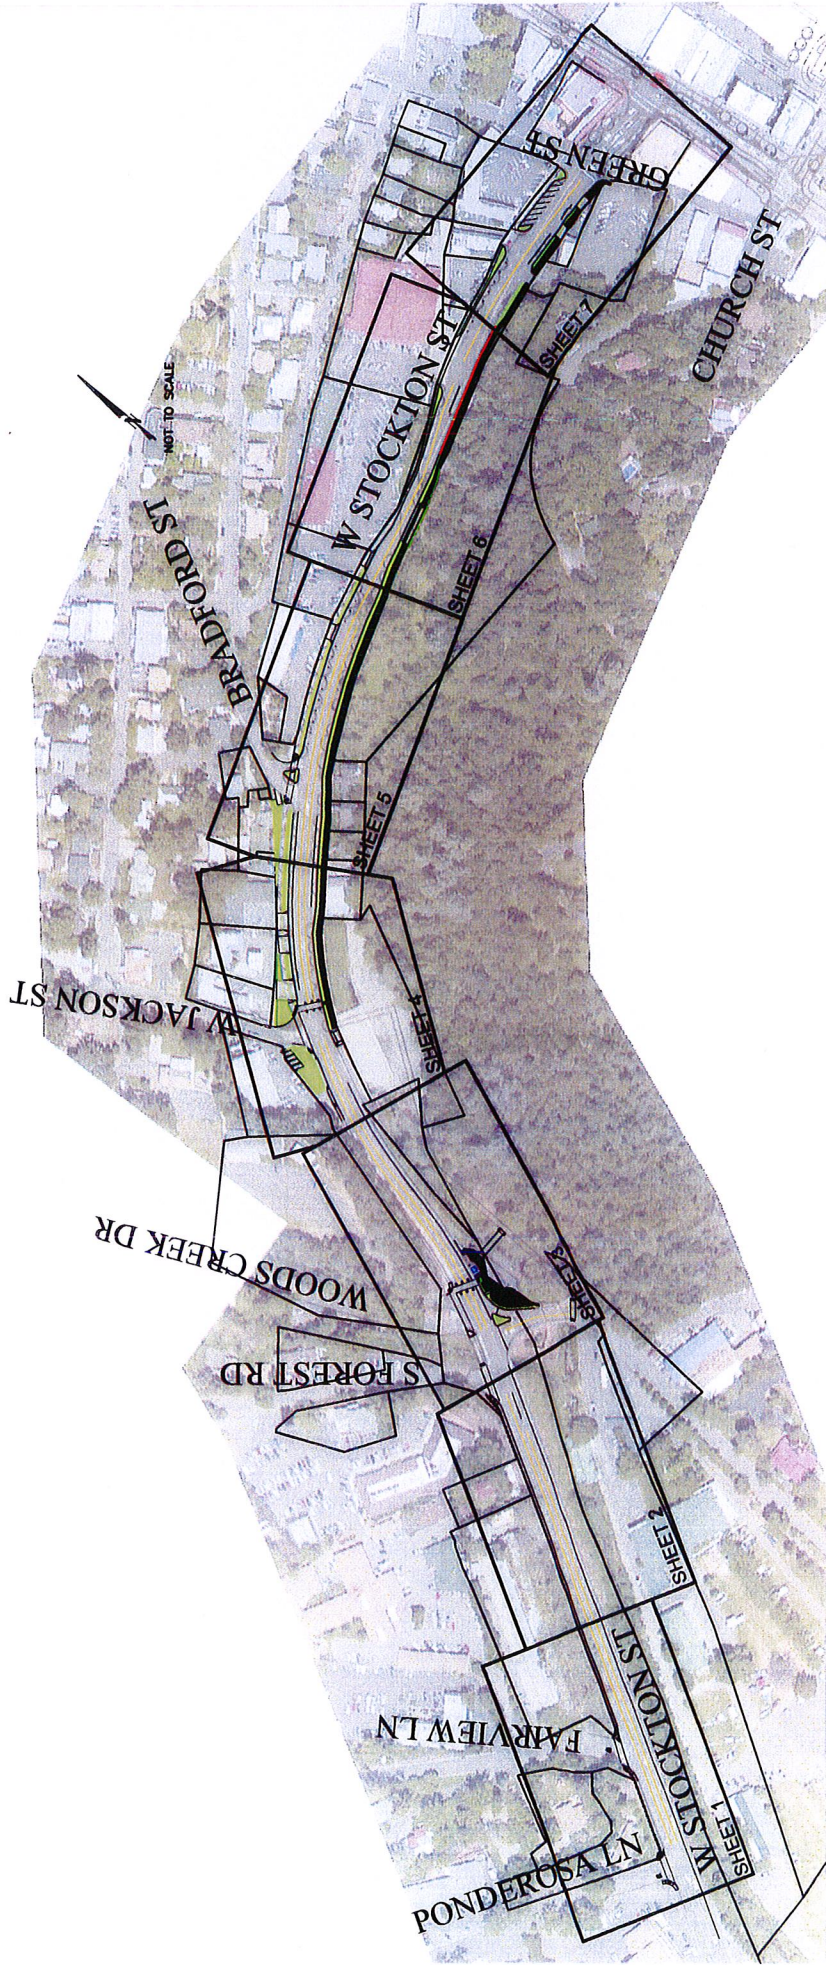 GREEN ST
CHURCH ST
SHEET 7
W STOCKTON ST
N
NOT TO SCALE
BRADFORD ST
SHEET 6
SHEET 5
W JACKSON ST
SHEET 4
WOODS CREEK DR
SHEET 3
S FOREST RD
SHEET 2
W STOCKTON ST
FAIRVIEW LN
SHEET 1
PONDEROSA LN